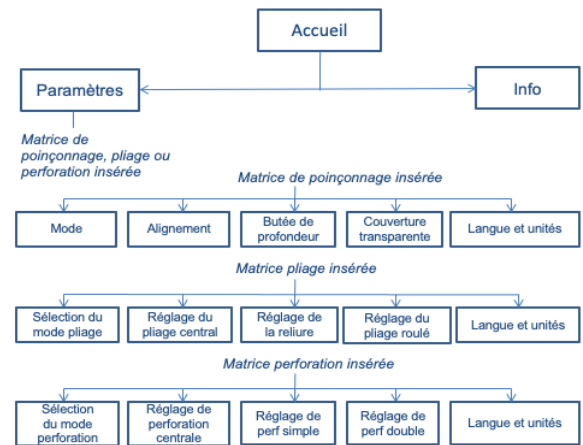 Accueil
Paramètres
Info
Matrice de
poinçonnage, pliage ou
perforation insérée
Matrice de poinçonnage insérée
Mode
Alignement
Butée de
profondeur
Couverture
transparente
Langue et unités
Matrice pliage insérée
Sélection du
mode pliage
Réglage du
pliage central
Réglage de
la reliure
Réglage du
pliage roulé
Langue et unités
Matrice perforation insérée
Sélection
du mode
perforation
Réglage de
perforation
centrale
Réglage de
perf simple
Réglage de
perf double
Langue et unités